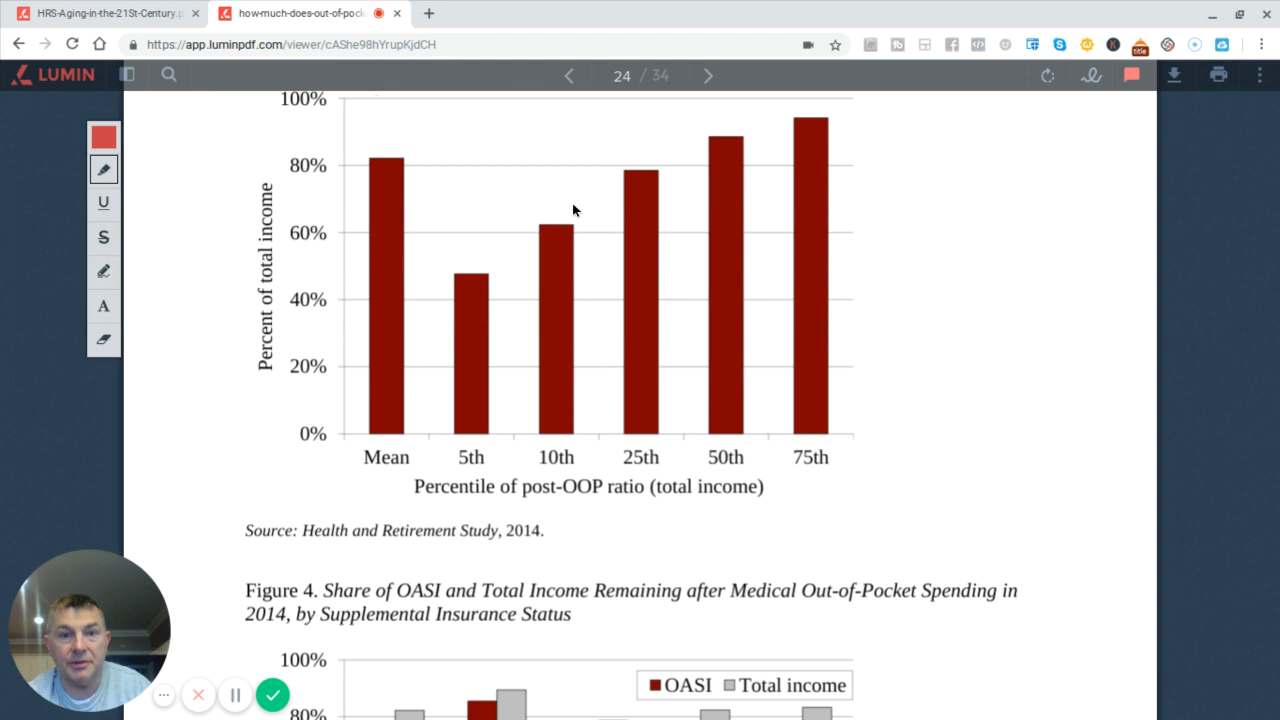 HRS-Aging-in-the-21St-Century.p
how-much-does-out-of-pock
https://app.luminpdf.com/viewer/cAShe98hYrupKjdCH
title
LUMIN
24 / 34
U
S
A
100%
80%
60%
40%
20%
0%
Percent of total income
Mean 5th 10th 25th 50th 75th
Percentile of post-OOP ratio (total income)
Source: Health and Retirement Study, 2014.
Figure 4. Share of OASI and Total Income Remaining after Medical Out-of-Pocket Spending in
2014, by Supplemental Insurance Status
100%
OASI Total income
80%